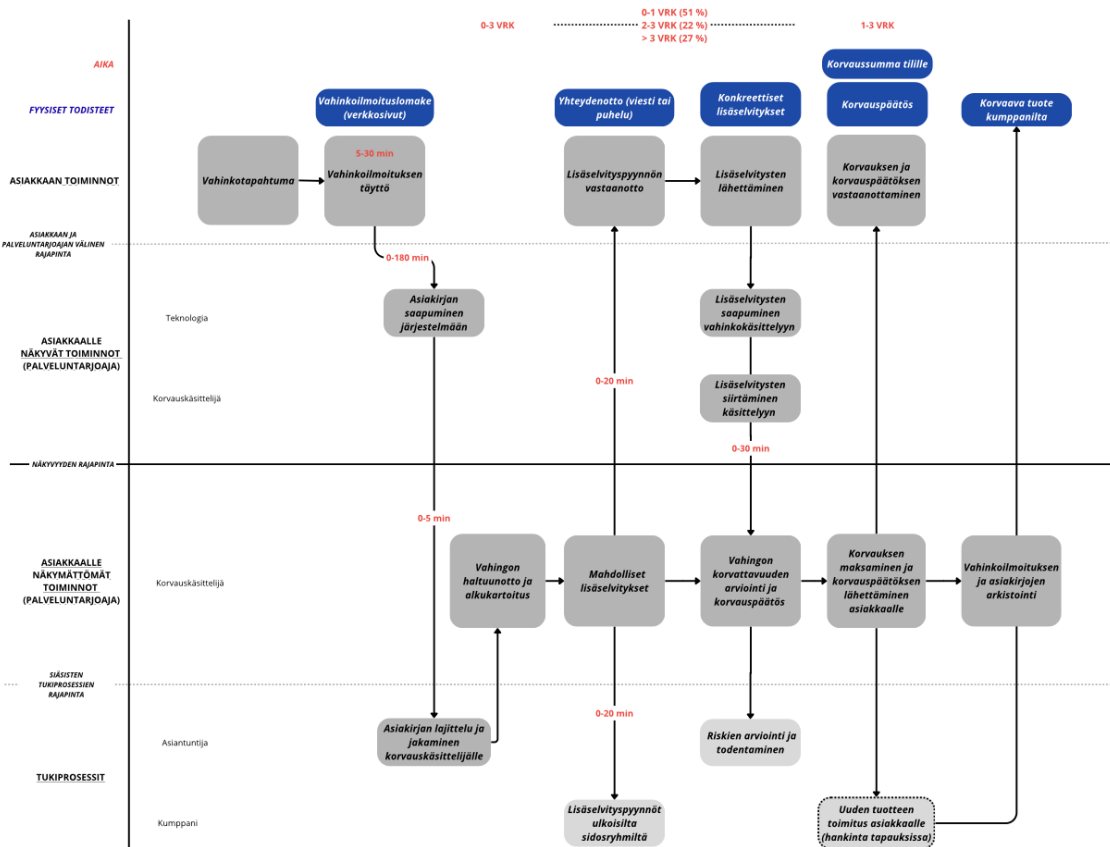 0-1 VRK (51 %)
0-3 VRK
2-3 VRK (22 %)
1-3 VRK
> 3 VRK (27 %)
AIKA
Korvaussumma tilille
FYYSISET TODISTEET
Vahinkoilmoituslomake
(verkkosivut)
Yhteydenotto (viesti tai
puhelu)
Konkreettiset
lisäselvitykset
Korvauspäätös
Korvaava tuote
kumppanilta
ASIAKKAAN TOIMINNOT
Vahinkotapahtuma
5-30 min
Vahinkoilmoituksen
täyttö
Lisäselvityspyynnön
vastaanotto
Lisäselvitysten
lähettäminen
Korvauksen ja
korvauspäätöksen
vastaanottaminen
ASIAKKAAN JA
PALVELUNTARJOAJAN VÄLINEN
RAJAPINTA
0-180 min
Teknologia
Asiakirjan
saapuminen
järjestelmään
Lisäselvitysten
saapuminen
vahinkokäsittelyyn
ASIAKKAALLE
NÄKYVÄT TOIMINNOT
(PALVELUNTARJOAJA)
Korvauskäsittelijä
0-20 min
Lisäselvitysten
siirtäminen
käsittelyyn
0-30 min
NÄKYVYYDEN RAJAPINTA
0-5 min
ASIAKKAALLE
NÄKYMÄTTÖMÄT
TOIMINNOT
(PALVELUNTARJOAJA)
Korvauskäsittelijä
Vahingon
haltuunotto ja
alkukartoitus
Mahdolliset
lisäselvitykset
Vahingon
korvattavuuden
arviointi ja
korvauspäätös
Korvauksen
maksaminen ja
korvauspäätöksen
lähettäminen
asiakkaalle
Vahinkoilmoituksen
ja asiakirjojen
arkistointi
SIÄSISTEN
TUKIPROSESSIEN
RAJAPINTA
0-20 min
Asiantuntija
Asiakirjan lajittelu ja
jakaminen
korvauskäsittelijälle
Riskien arviointi ja
todentaminen
TUKIPROSESSIT
Kumppani
Lisäselvityspyynnöt
ulkoisilta
sidosryhmiltä
Uuden tuotteen
toimitus asiakkaalle
(hankinta tapauksissa)